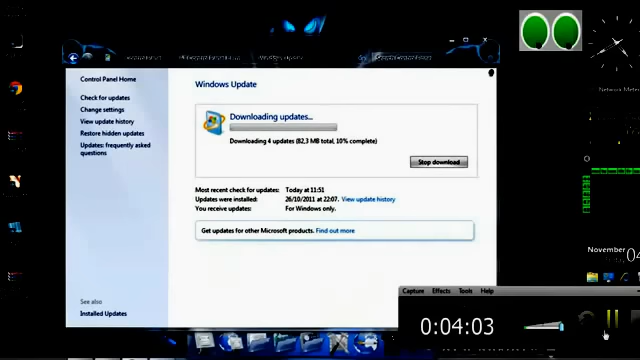 Control Panel Home
Windows Update
Check for updates
Change settings
View update history
Restore hidden updates
Updates: frequently asked
questions
Downloading updates...
Downloading 4 updates (82,3 MB total, 10% complete)
Stop download
Most recent check for updates: Today at 11:51
Updates were installed: 26/10/2011 at 22:07. View update history
You receive updates: For Windows only.
Get updates for other Microsoft products. Find out more
See also
Installed Updates
Network Meter
November
Capture Effects Tools Help
0:04:03